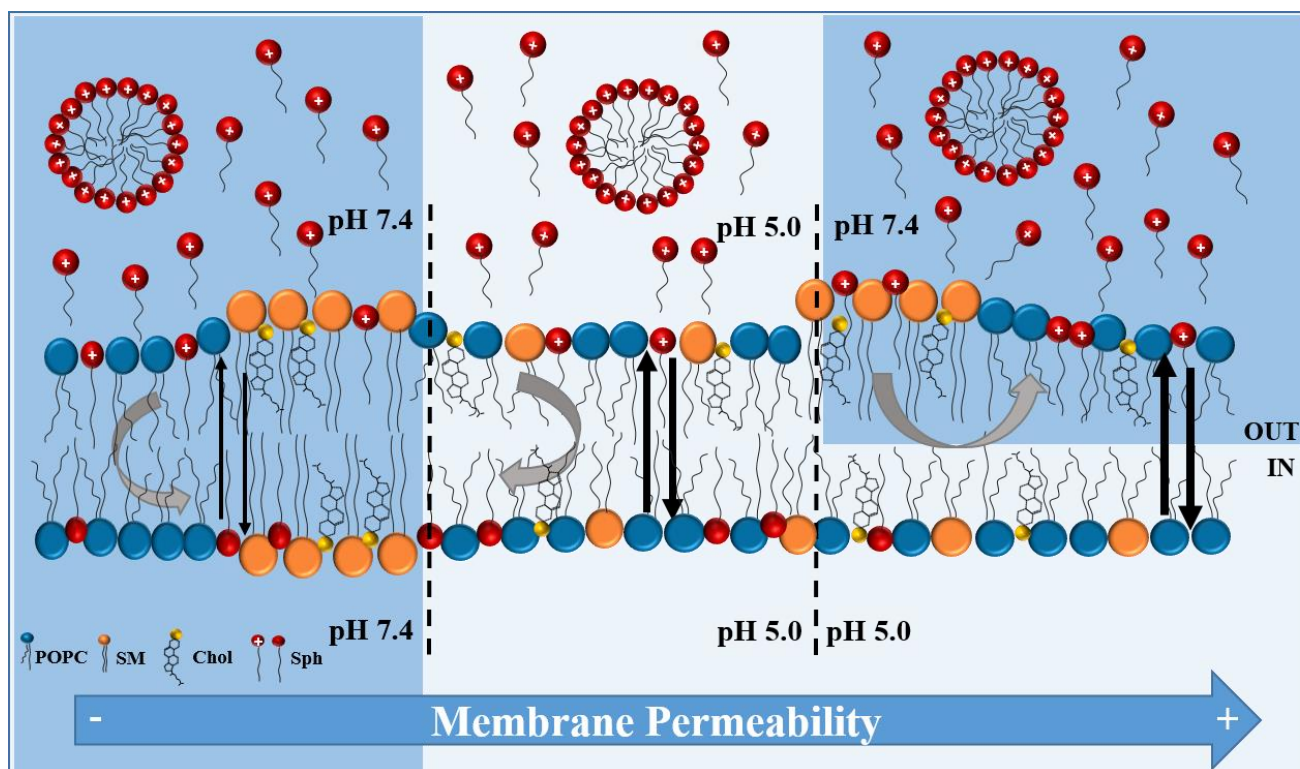 pH 7.4
pH 5.0
pH 7.4
OUT
IN
pH 7.4
pH 5.0
pH 5.0
POPC
SM
Chol
Sph
- Membrane Permeability +